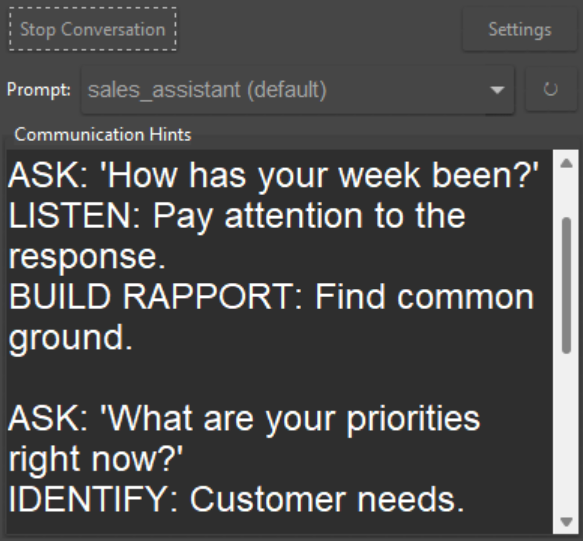 Stop Conversation
Settings
Prompt: sales_assistant (default)
Communication Hints
ASK: 'How has your week been?'
LISTEN: Pay attention to the
response.
BUILD RAPPORT: Find common
ground.
ASK: 'What are your priorities
right now?'
IDENTIFY: Customer needs.